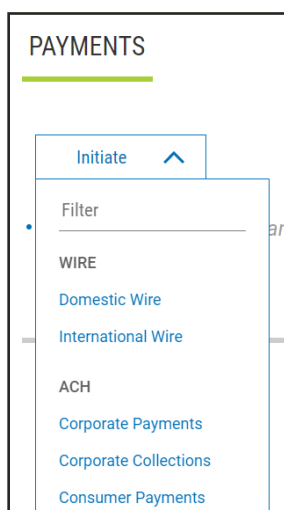 PAYMENTS
Initiate
Filter
WIRE
Domestic Wire
International Wire
ACH
Corporate Payments
Corporate Collections
Consumer Payments